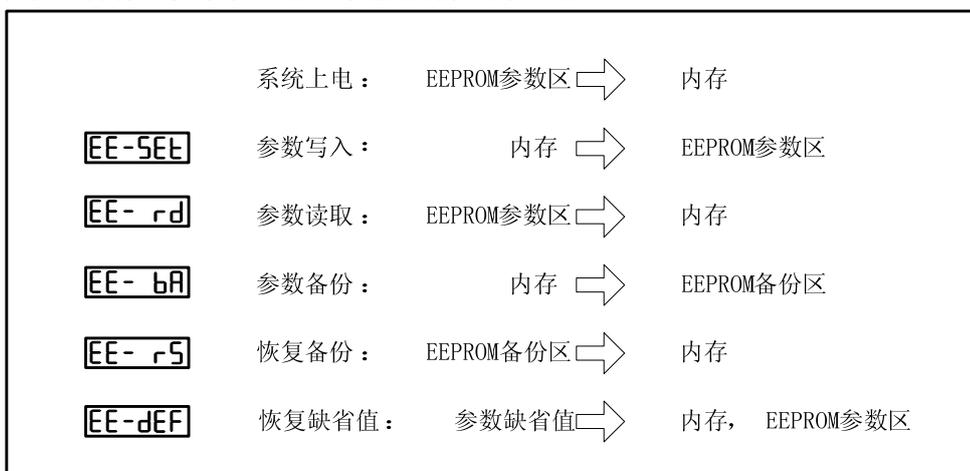 系统上电： EEPROM参数区 内存
EE-SEt 参数写入： 内存 EEPROM参数区
EE- rd 参数读取： EEPROM参数区 内存
EE- bA 参数备份： 内存 EEPROM备份区
EE- rS 恢复备份： EEPROM备份区 内存
EE-dEF 恢复缺省值： 参数缺省值 内存， EEPROM参数区